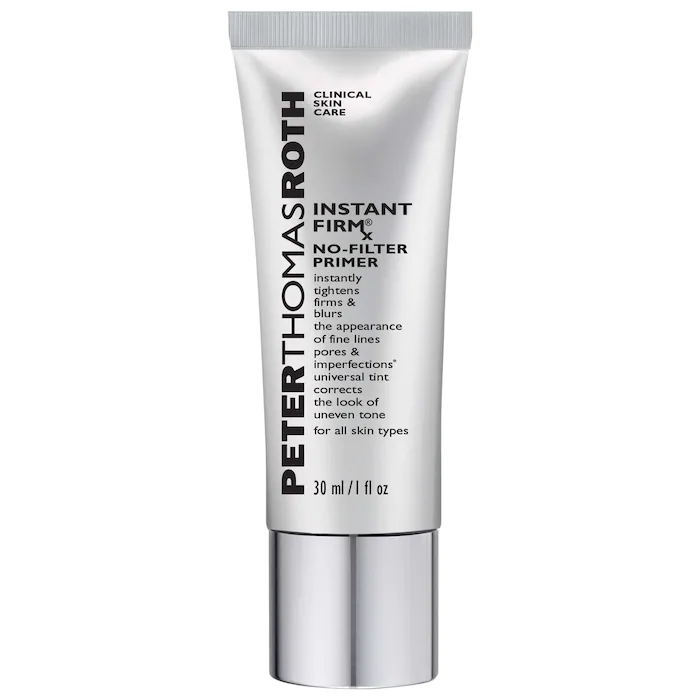 PETERTHOMASROTH
CLINICAL
SKIN
CARE
INSTANT
FIRMx®
NO-FILTER
PRIMER
instantly
tightens
firms &
blurs
the appearance
of fine lines
pores &
imperfections*
universal tint
corrects
the look of
uneven tone
for all skin types
30 ml/1 fl oz